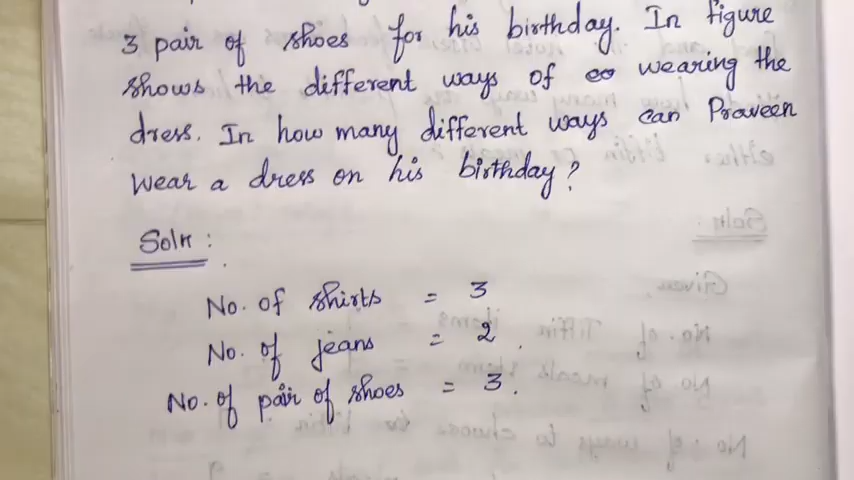 3 pair of shoes for his birthday. In figure
shows the different ways of wearing the
dress. In how many different ways can Praveen
wear a dress on his birthday?
Soln :
No. of shirts = 3
No. of jeans = 2.
No. of pair of shoes = 3.